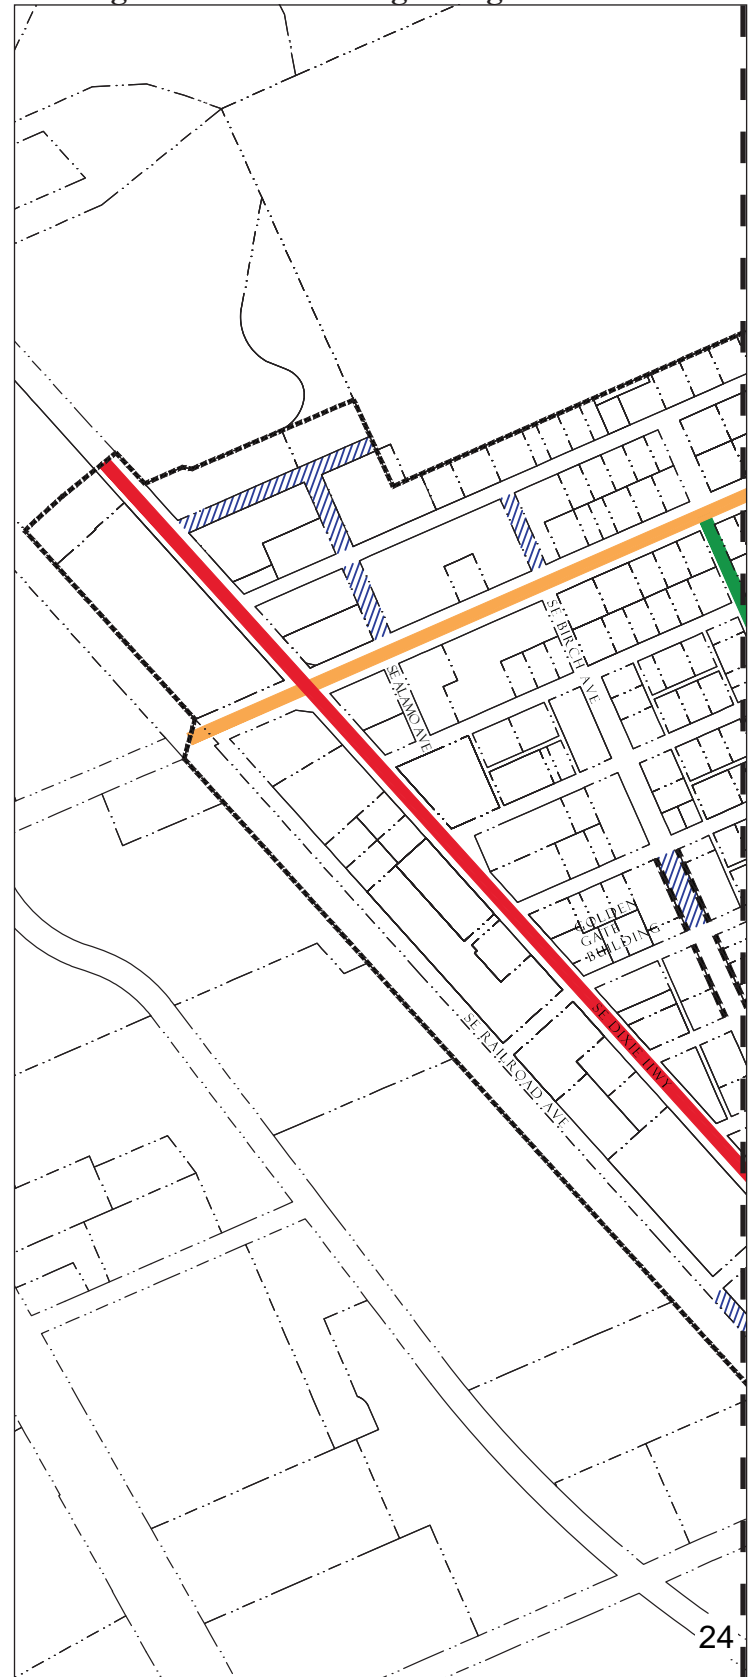 SE BIRCH AVE
SE ALAMO AVE
GOLDEN
GATE
BUILDING
SE DIXIE HWY
SE RAILROAD AVE
24